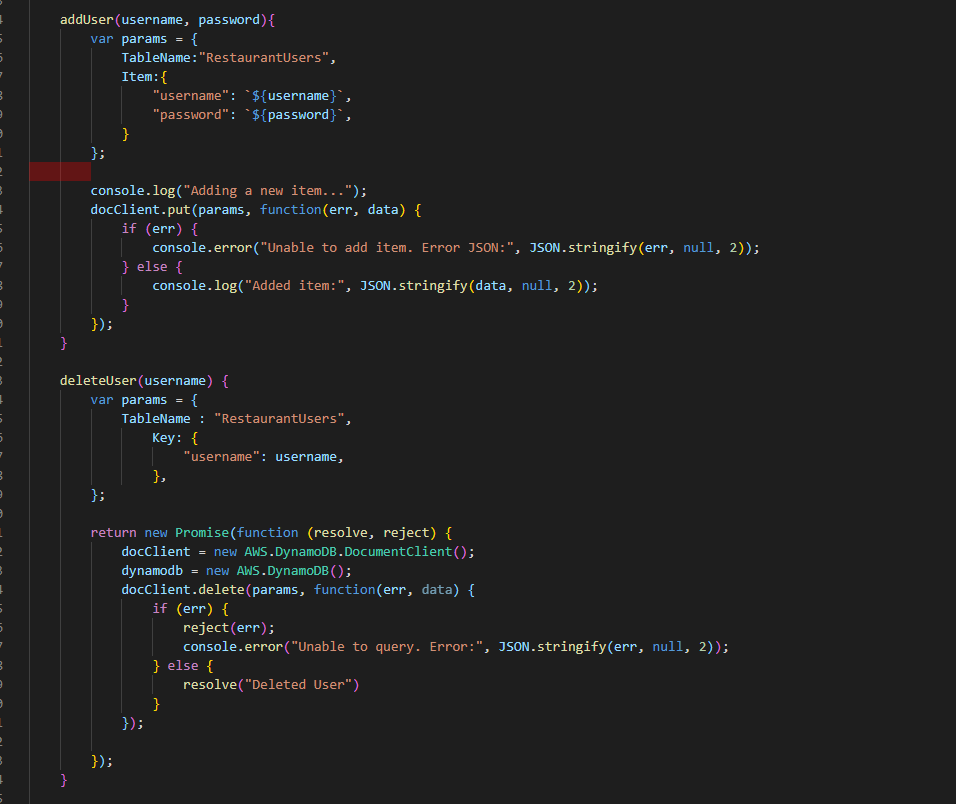 addUser(username, password){
var params = {
TableName:"RestaurantUsers",
Item:{
"username": `${username}`,
"password": `${password}`,
}
};
console.log("Adding a new item...");
docClient.put(params, function(err, data) {
if (err) {
console.error("Unable to add item. Error JSON:", JSON.stringify(err, null, 2));
} else {
console.log("Added item:", JSON.stringify(data, null, 2));
}
});
}
deleteUser(username) {
var params = {
TableName : "RestaurantUsers",
Key: {
"username": username,
},
};
return new Promise(function (resolve, reject) {
docClient = new AWS.DynamoDB.DocumentClient();
dynamodb = new AWS.DynamoDB();
docClient.delete(params, function(err, data) {
if (err) {
reject(err);
console.error("Unable to query. Error:", JSON.stringify(err, null, 2));
} else {
resolve("Deleted User")
}
});
});
}